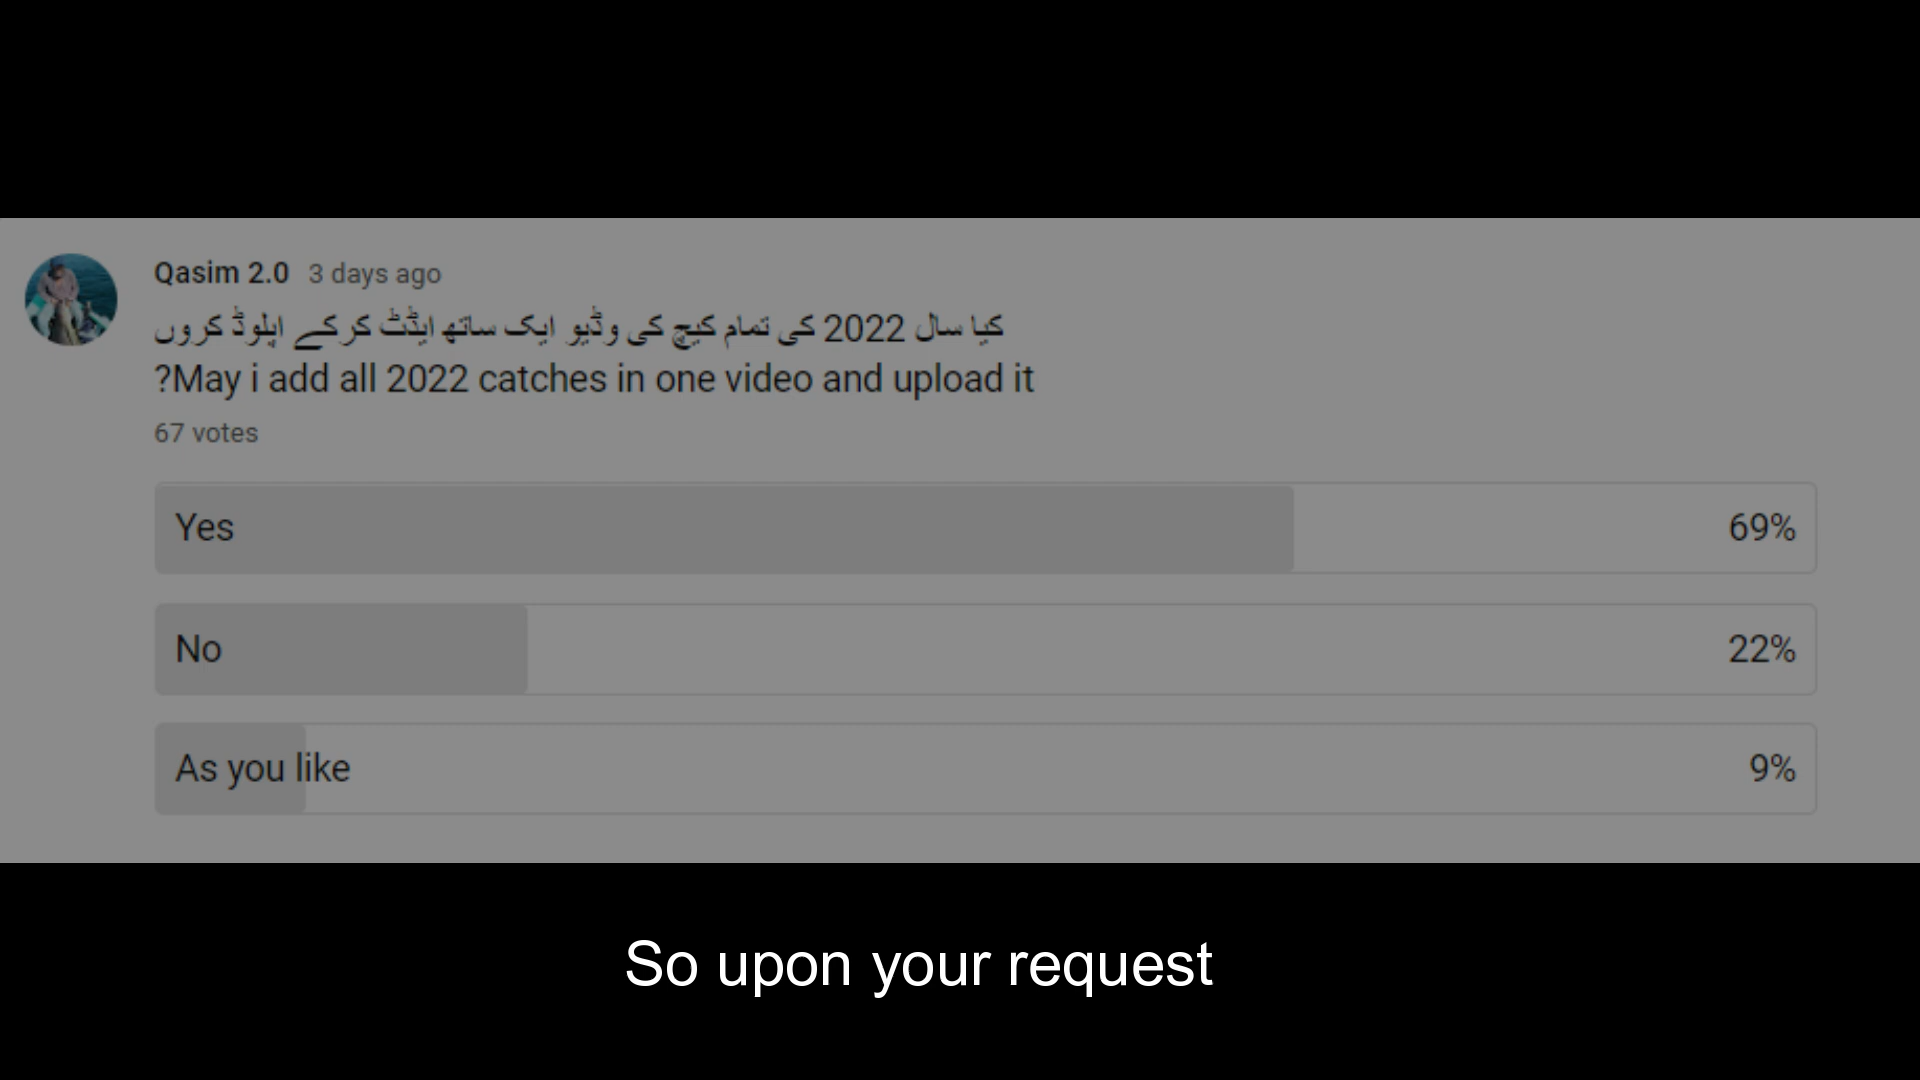 Qasim 2.0 3 days ago
کیا سال 2022 کی تمام کیچ کی وڈیو ایک ساتھ ایڈٹ کرکے اپلوڈ کروں
?May i add all 2022 catches in one video and upload it
67 votes
Yes 69%
No 22%
As you like 9%
So upon your request